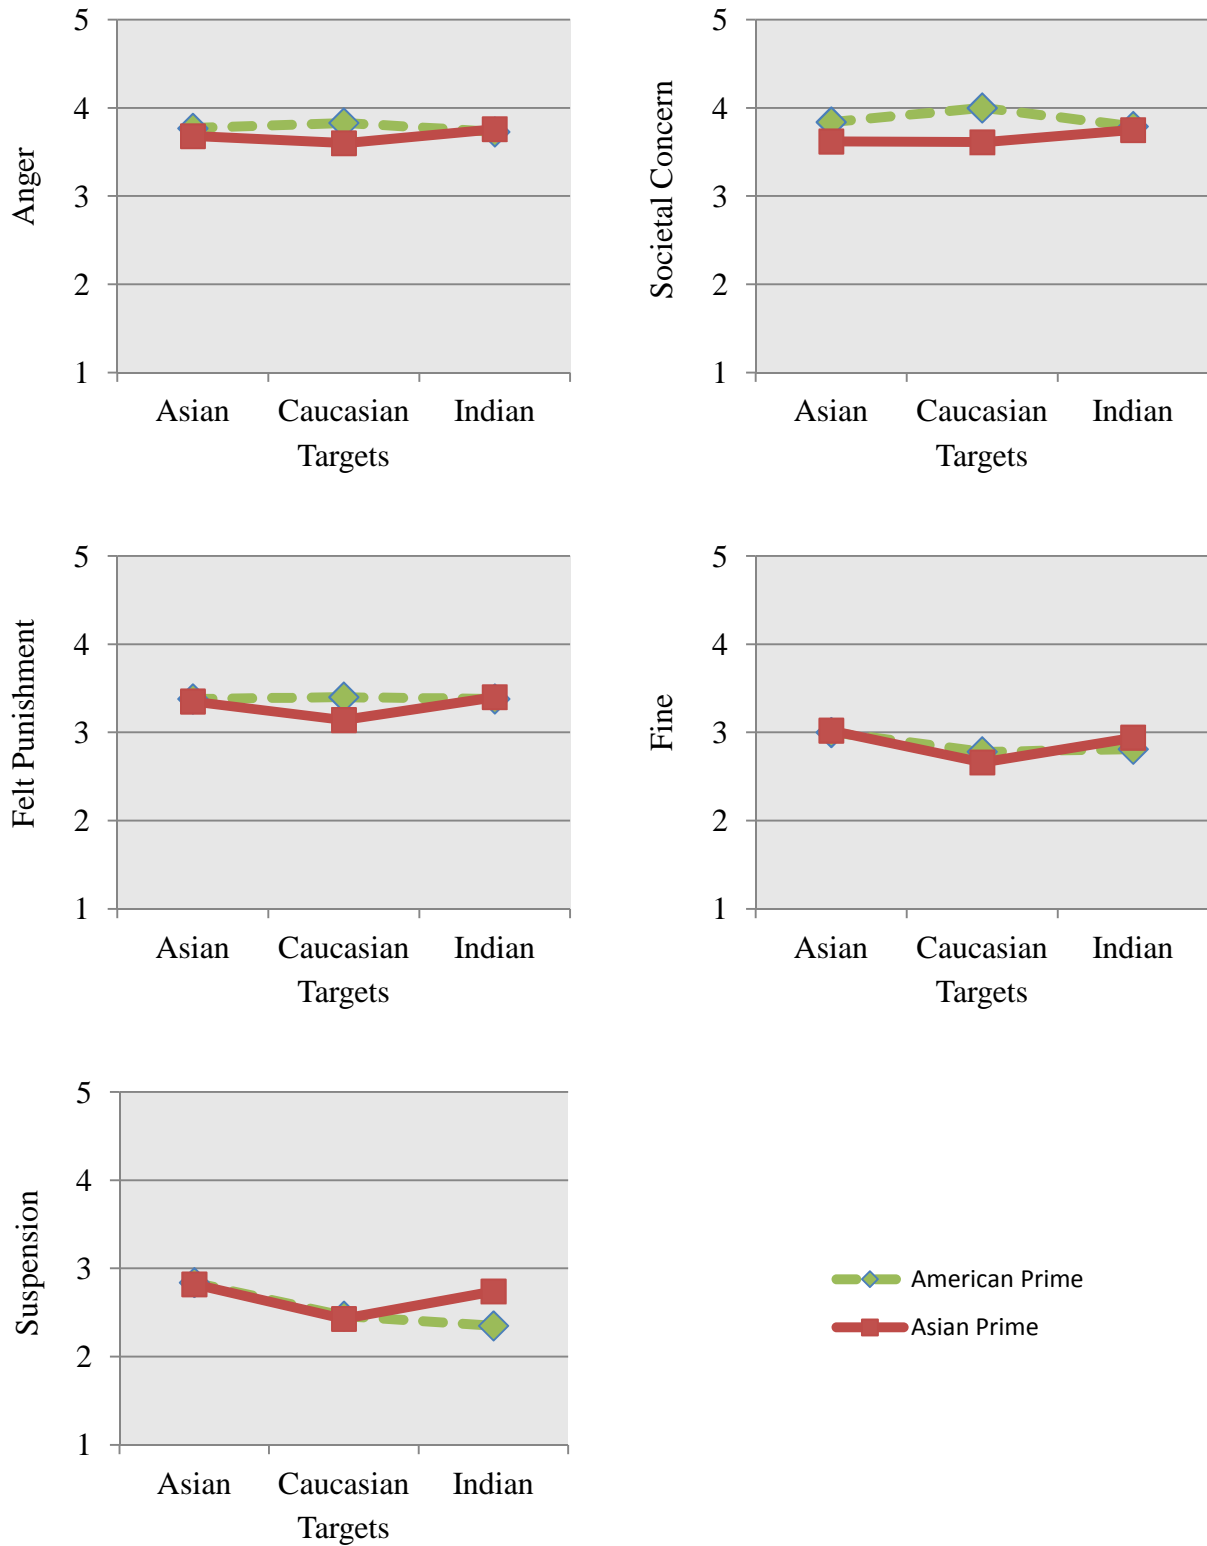 Anger
5
4
3
2
1
Asian Caucasian Indian
Targets
Societal Concern
5
4
3
2
1
Asian Caucasian Indian
Targets
Felt Punishment
5
4
3
2
1
Asian Caucasian Indian
Targets
Fine
5
4
3
2
1
Asian Caucasian Indian
Targets
Suspension
5
4
3
2
1
Asian Caucasian Indian
Targets
American Prime
Asian Prime